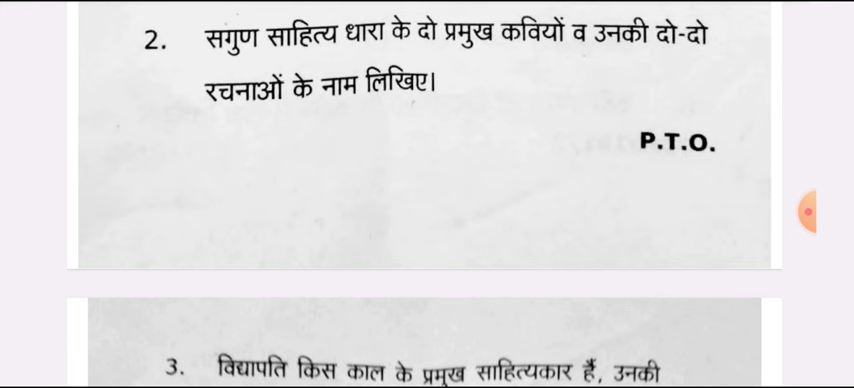 2. सगुण साहित्य धारा के दो प्रमुख कवियों व उनकी दो-दो
रचनाओं के नाम लिखिए।
P.T.O.
3. विद्यापति किस काल के प्रमुख साहित्यकार हैं, उनकी